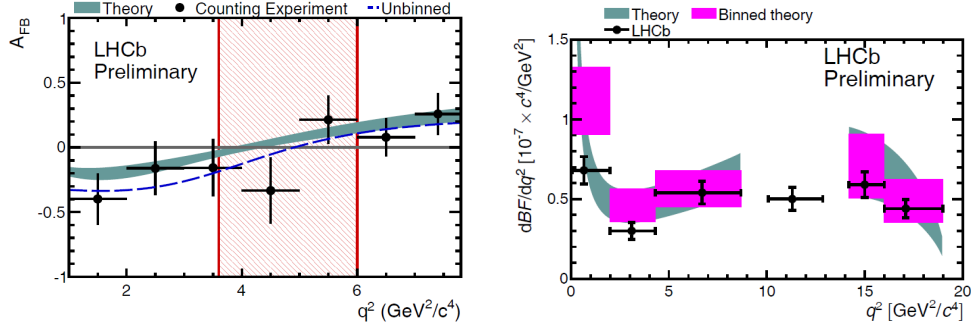 Theory Counting Experiment Unbinned
A_FB
LHCb
Preliminary
1
0.5
0
-0.5
-1
2 4 6
q² (GeV²/c⁴)
Theory Binned theory
LHCb
dBF/dq² [10⁻⁷ × c⁴/GeV²]
LHCb
Preliminary
1.5
1
0.5
0
0 5 10 15 20
q² [GeV²/c⁴]